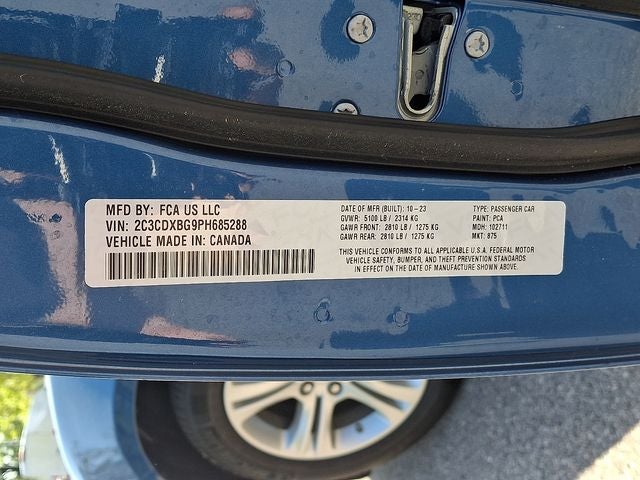 MFD BY: FCA US LLC
VIN: 2C3CDXBG9PH685288
VEHICLE MADE IN: CANADA
DATE OF MFR (BUILT): 10-23
GVWR: 5100 LB / 2314 KG
GAWR FRONT: 2810 LB / 1275 KG
GAWR REAR: 2810 LB / 1275 KG
TYPE: PASSENGER CAR
PAINT: PCA
MDH: 102711
MKT: 875
THIS VEHICLE CONFORMS TO ALL APPLICABLE U.S.A. FEDERAL MOTOR
VEHICLE SAFETY, BUMPER, AND THEFT PREVENTION STANDARDS
IN EFFECT ON THE DATE OF MANUFACTURE SHOWN ABOVE.